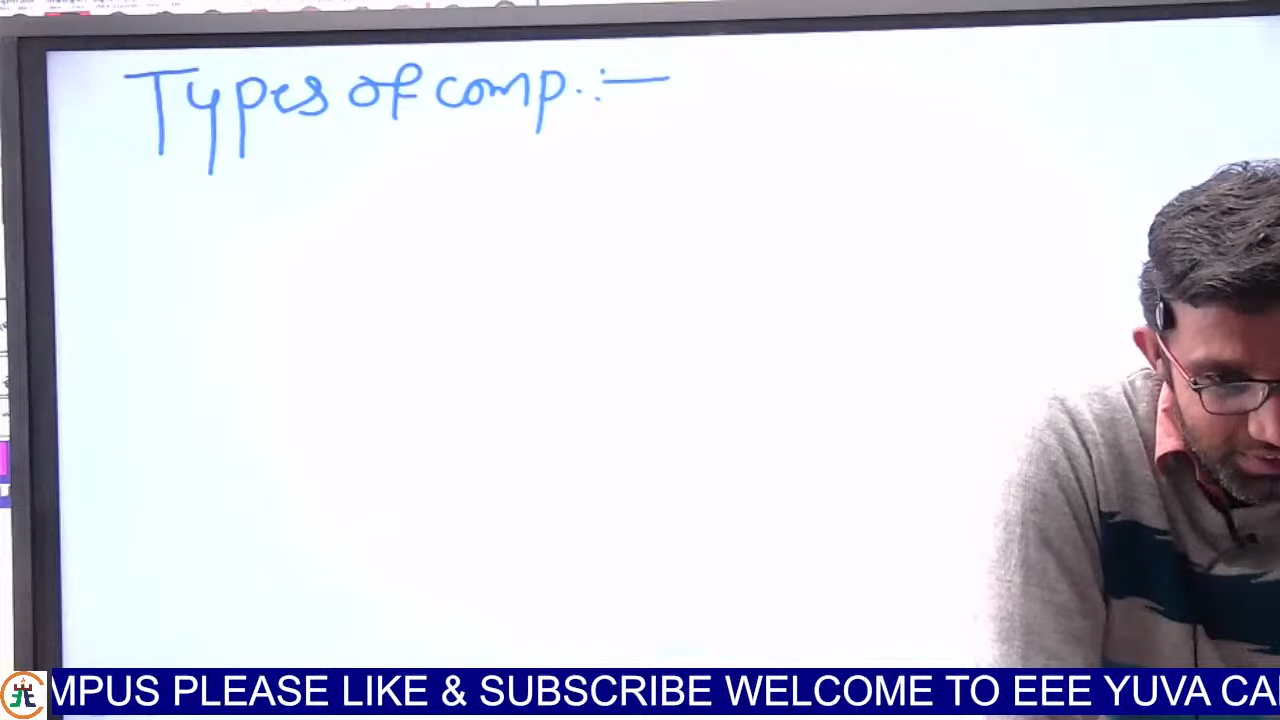 Types of comp. :-
MPUS PLEASE LIKE & SUBSCRIBE WELCOME TO EEE YUVA CA